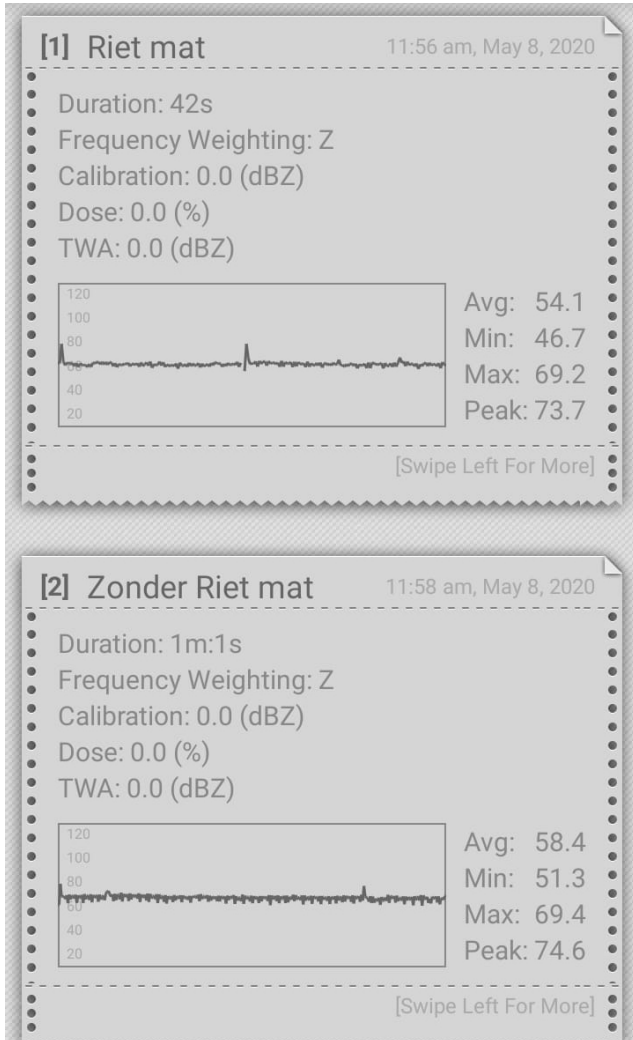 [1] Riet mat 11:56 am, May 8, 2020
Duration: 42s
Frequency Weighting: Z
Calibration: 0.0 (dBZ)
Dose: 0.0 (%)
TWA: 0.0 (dBZ)
120
100
80
60
40
20
Avg: 54.1
Min: 46.7
Max: 69.2
Peak: 73.7
[Swipe Left For More]
[2] Zonder Riet mat 11:58 am, May 8, 2020
Duration: 1m:1s
Frequency Weighting: Z
Calibration: 0.0 (dBZ)
Dose: 0.0 (%)
TWA: 0.0 (dBZ)
120
100
80
60
40
20
Avg: 58.4
Min: 51.3
Max: 69.4
Peak: 74.6
[Swipe Left For More]